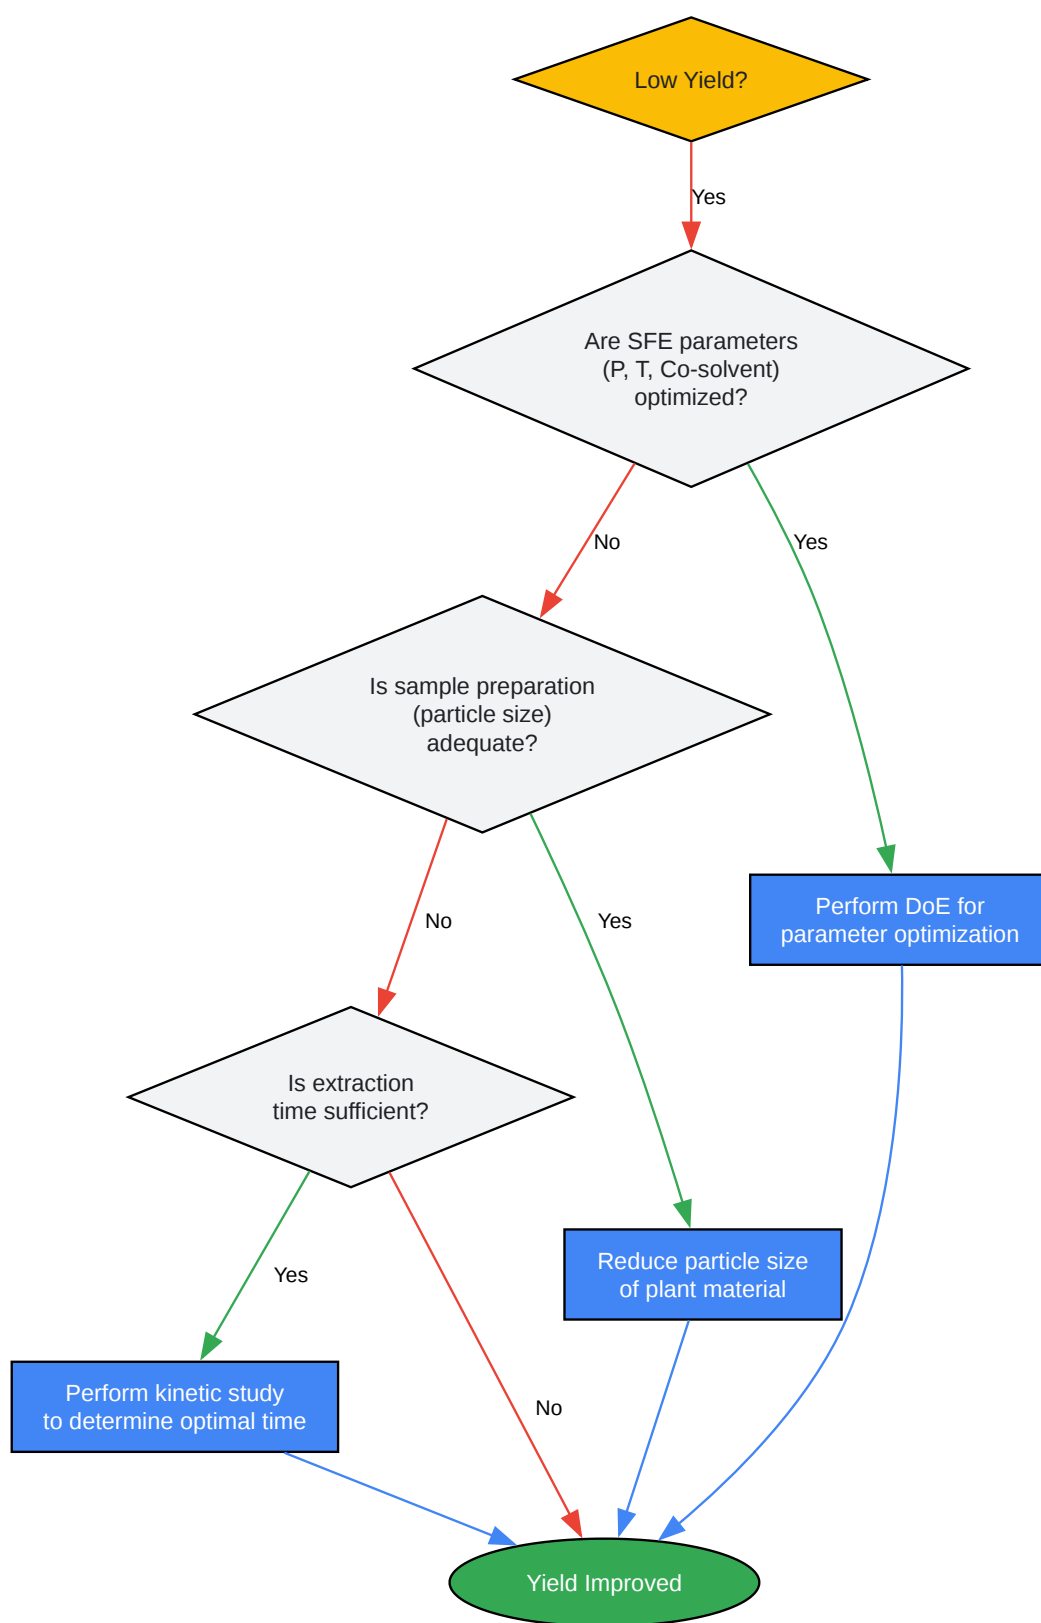 Low Yield?
Yes
Are SFE parameters
(P, T, Co-solvent)
optimized?
No
Yes
Is sample preparation
(particle size)
adequate?
No
Yes
Perform DoE for
parameter optimization
Is extraction
time sufficient?
Yes
Reduce particle size
of plant material
Perform kinetic study
to determine optimal time
No
Yield Improved